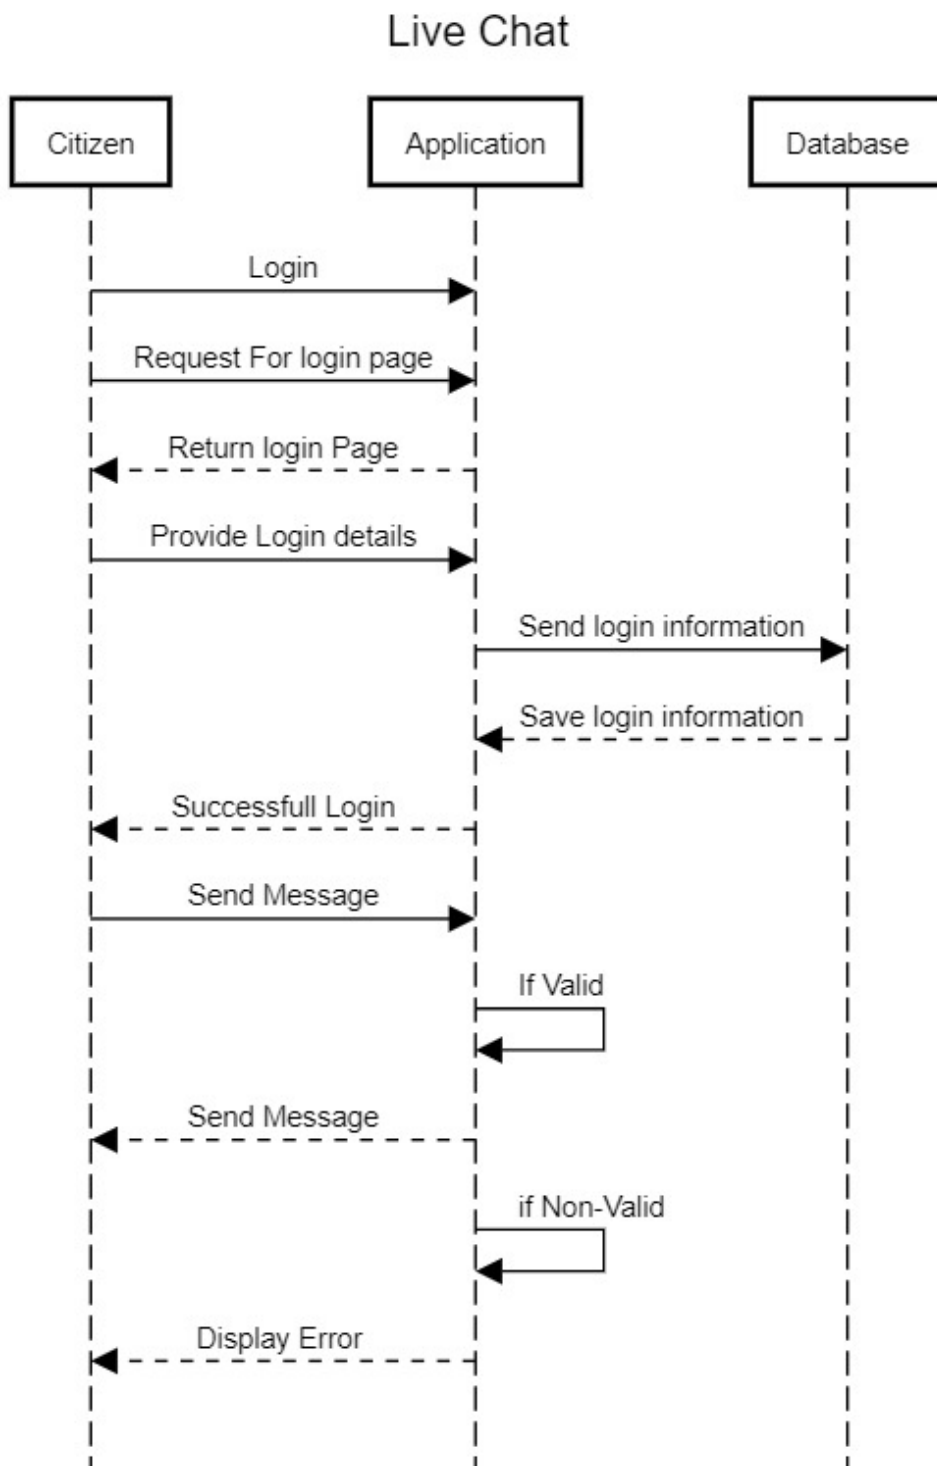 Live Chat
Citizen
Application
Database
Login
Request For login page
Return login Page
Provide Login details
Send login information
Save login information
Successfull Login
Send Message
If Valid
Send Message
if Non-Valid
Display Error